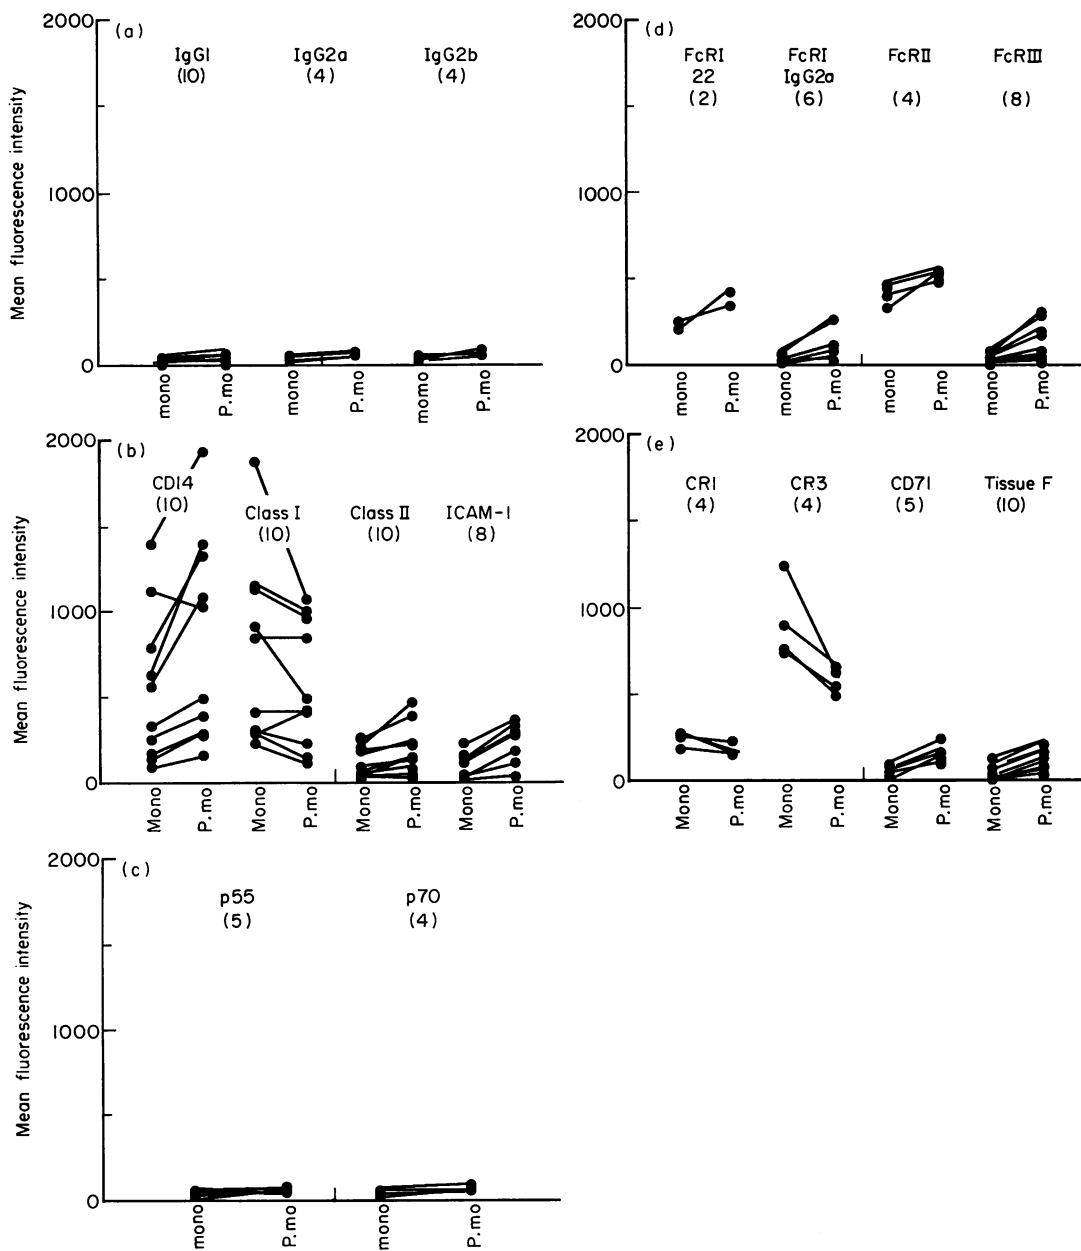 2000
(a)
IgGI IgG2a IgG2b
(10) (4) (4)
1000
0
mono P.mo mono P.mo momo P.mo
Mean fluorescence intensity
2000
(b)
CD14
(10)
Class I Class II ICAM-1
(10) (10) (8)
1000
0
Mono P.mo Mono P.mo Mono P.mo Mono P.mo
Mean fluorescence intensity
2000
(c)
p55 p70
(5) (4)
1000
0
mono P.mo mono P.mo
Mean fluorescence intensity
2000
(d)
FcRI FcRI FcRII FcRIII
22 IgG2a
(2) (6) (4) (8)
1000
0
mono P.mo mono P.mo mono P.mo mono P.mo
2000
(e)
CR1 CR3 CD71 Tissue F
(4) (4) (5) (10)
1000
0
Mono P.mo Mono P.mo Mono P.mo Mono P.mo